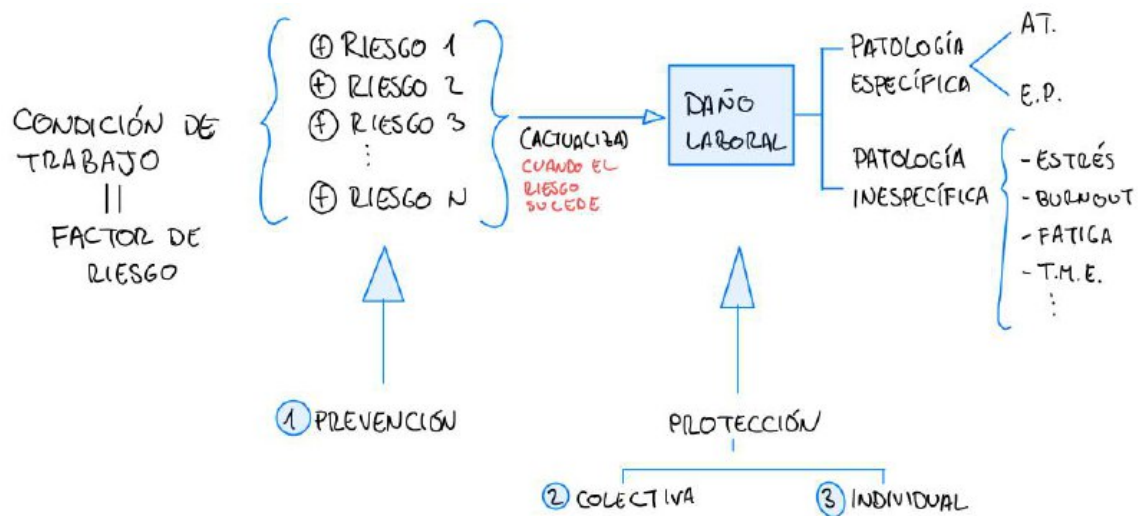 CONDICIÓN DE
TRABAJO
||
FACTOR DE
RIESGO
⊕ RIESGO 1
⊕ RIESGO 2
⊕ RIESGO 3
⋮
⊕ RIESGO N
(ACTUALIZA)
CUANDO EL
RIESGO
SUCEDE
DAÑO
LABORAL
PATOLOGÍA
ESPECÍFICA
AT.
E.P.
PATOLOGÍA
INESPECÍFICA
- ESTRÉS
- BURNOUT
- FATIGA
- T.M.E.
⋮
1 PREVENCIÓN
PROTECCIÓN
2 COLECTIVA
3 INDIVIDUAL